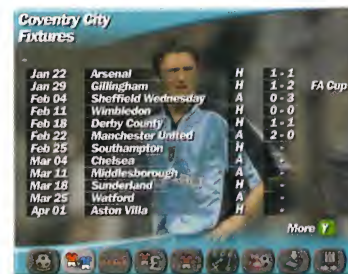 Coventry City
Fixtures
Jan 22 Arsenal H 1 - 1
Jan 29 Gillingham H 1 - 2 FA Cup
Feb 04 Sheffield Wednesday A 0 - 3
Feb 11 Wimbledon H 0 - 0
Feb 18 Derby County H 1 - 1
Feb 22 Manchester United A 2 - 0
Feb 25 Southampton H -
Mar 04 Chelsea A -
Mar 11 Middlesborough A -
Mar 18 Sunderland H -
Mar 25 Watford A -
Apr 01 Aston Villa H -
More Y